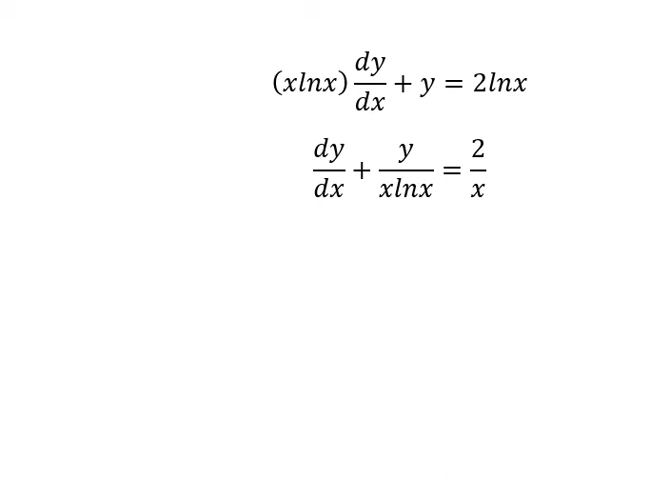 (xlnx) dy/dx + y = 2lnx
dy/dx + y/xlnx = 2/x